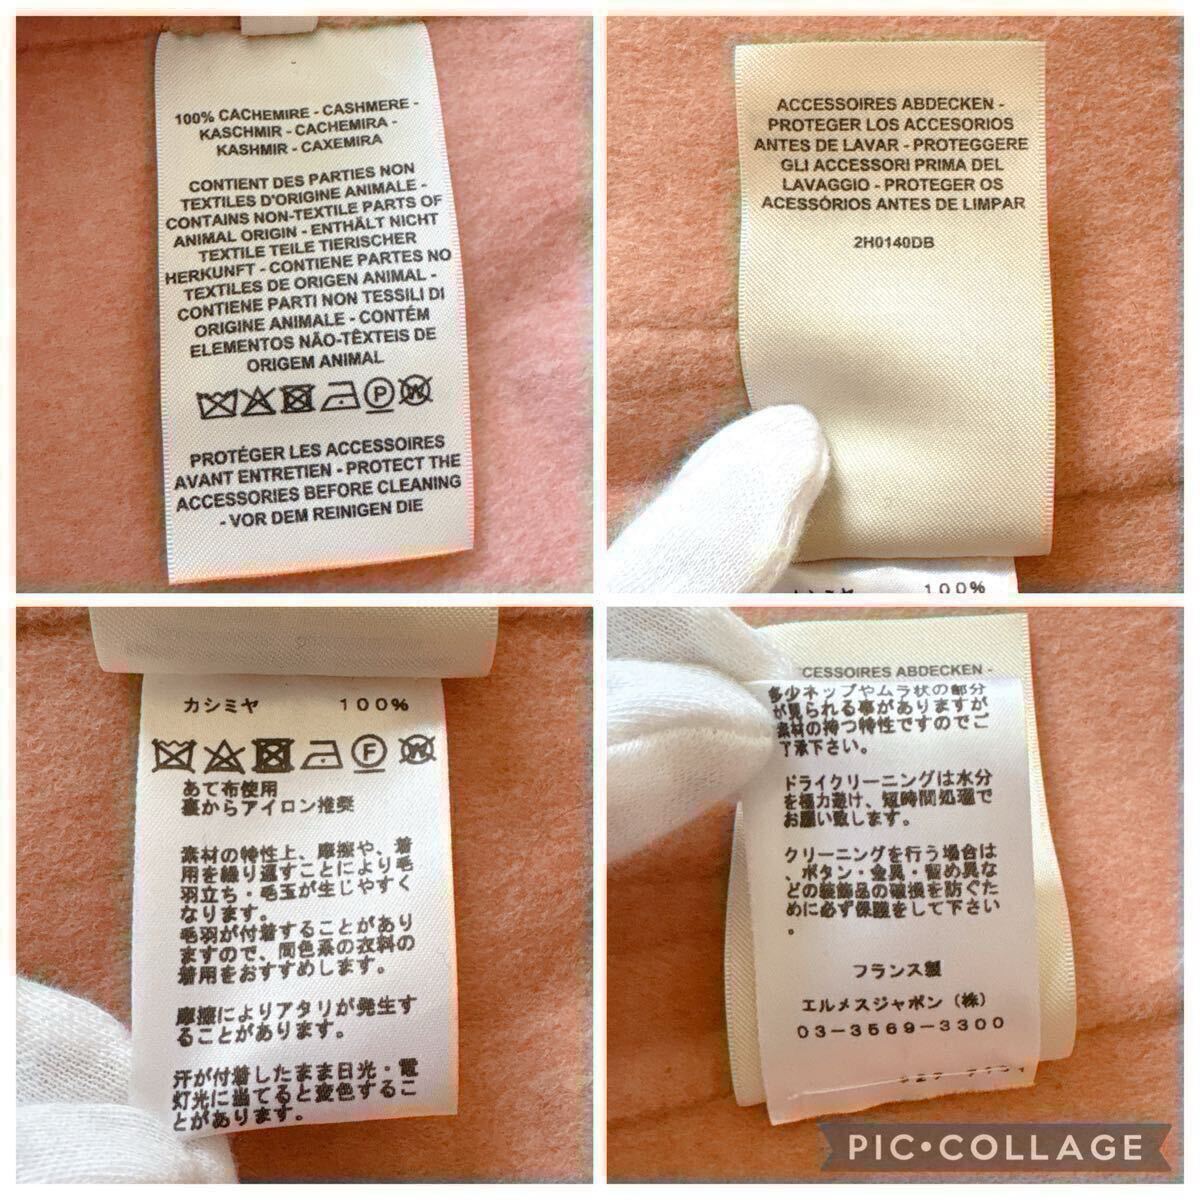 100% CACHEMIRE - CASHMERE -
KASCHMIR - CACHEMIRA -
KASHMIR - CAXEMIRA
CONTIENT DES PARTIES NON
TEXTILES D'ORIGINE ANIMALE -
CONTAINS NON-TEXTILE PARTS OF
ANIMAL ORIGIN - ENTHÄLT NICHT
TEXTILE TEILE TIERISCHER
HERKUNFT - CONTIENE PARTES NO
TEXTILES DE ORIGEN ANIMAL -
CONTIENE PARTI NON TESSILI DI
ORIGINE ANIMALE - CONTÉM
ELEMENTOS NÃO-TÊXTEIS DE
ORIGEM ANIMAL
P W
PROTÉGER LES ACCESSOIRES
AVANT ENTRETIEN - PROTECT THE
ACCESSORIES BEFORE CLEANING
- VOR DEM REINIGEN DIE
ACCESSOIRES ABDECKEN -
PROTEGER LOS ACCESORIOS
ANTES DE LAVAR - PROTEGGERE
GLI ACCESSORI PRIMA DEL
LAVAGGIO - PROTEGER OS
ACESSÓRIOS ANTES DE LIMPAR
2H0140DB
カシミヤ 100%
カシミヤ 100%
F W
あて布使用
裏からアイロン推奨
素材の特性上、摩擦や、着
用を繰り返すことにより毛
羽立ち・毛玉が生じやすく
なります。
毛羽が付着することがあり
ますので、同色系の衣料の
着用をおすすめします。
摩擦によりアタリが発生す
ることがあります。
汗が付着したまま日光・電
灯光に当てると変色するこ
とがあります。
CESSOIRES ABDECKEN -
多少ネップやムラ状の部分
が見られる事がありますが
素材の持つ特性ですのでご
了承下さい。
ドライクリーニングは水分
を極力避け、短時間処理で
お願い致します。
クリーニングを行う場合は
、ボタン・金具・留め具な
どの装飾品の破損を防ぐた
めに必ず保護をして下さい
。
フランス製
エルメスジャポン（株）
03-3569-3300
PIC•COLLAGE